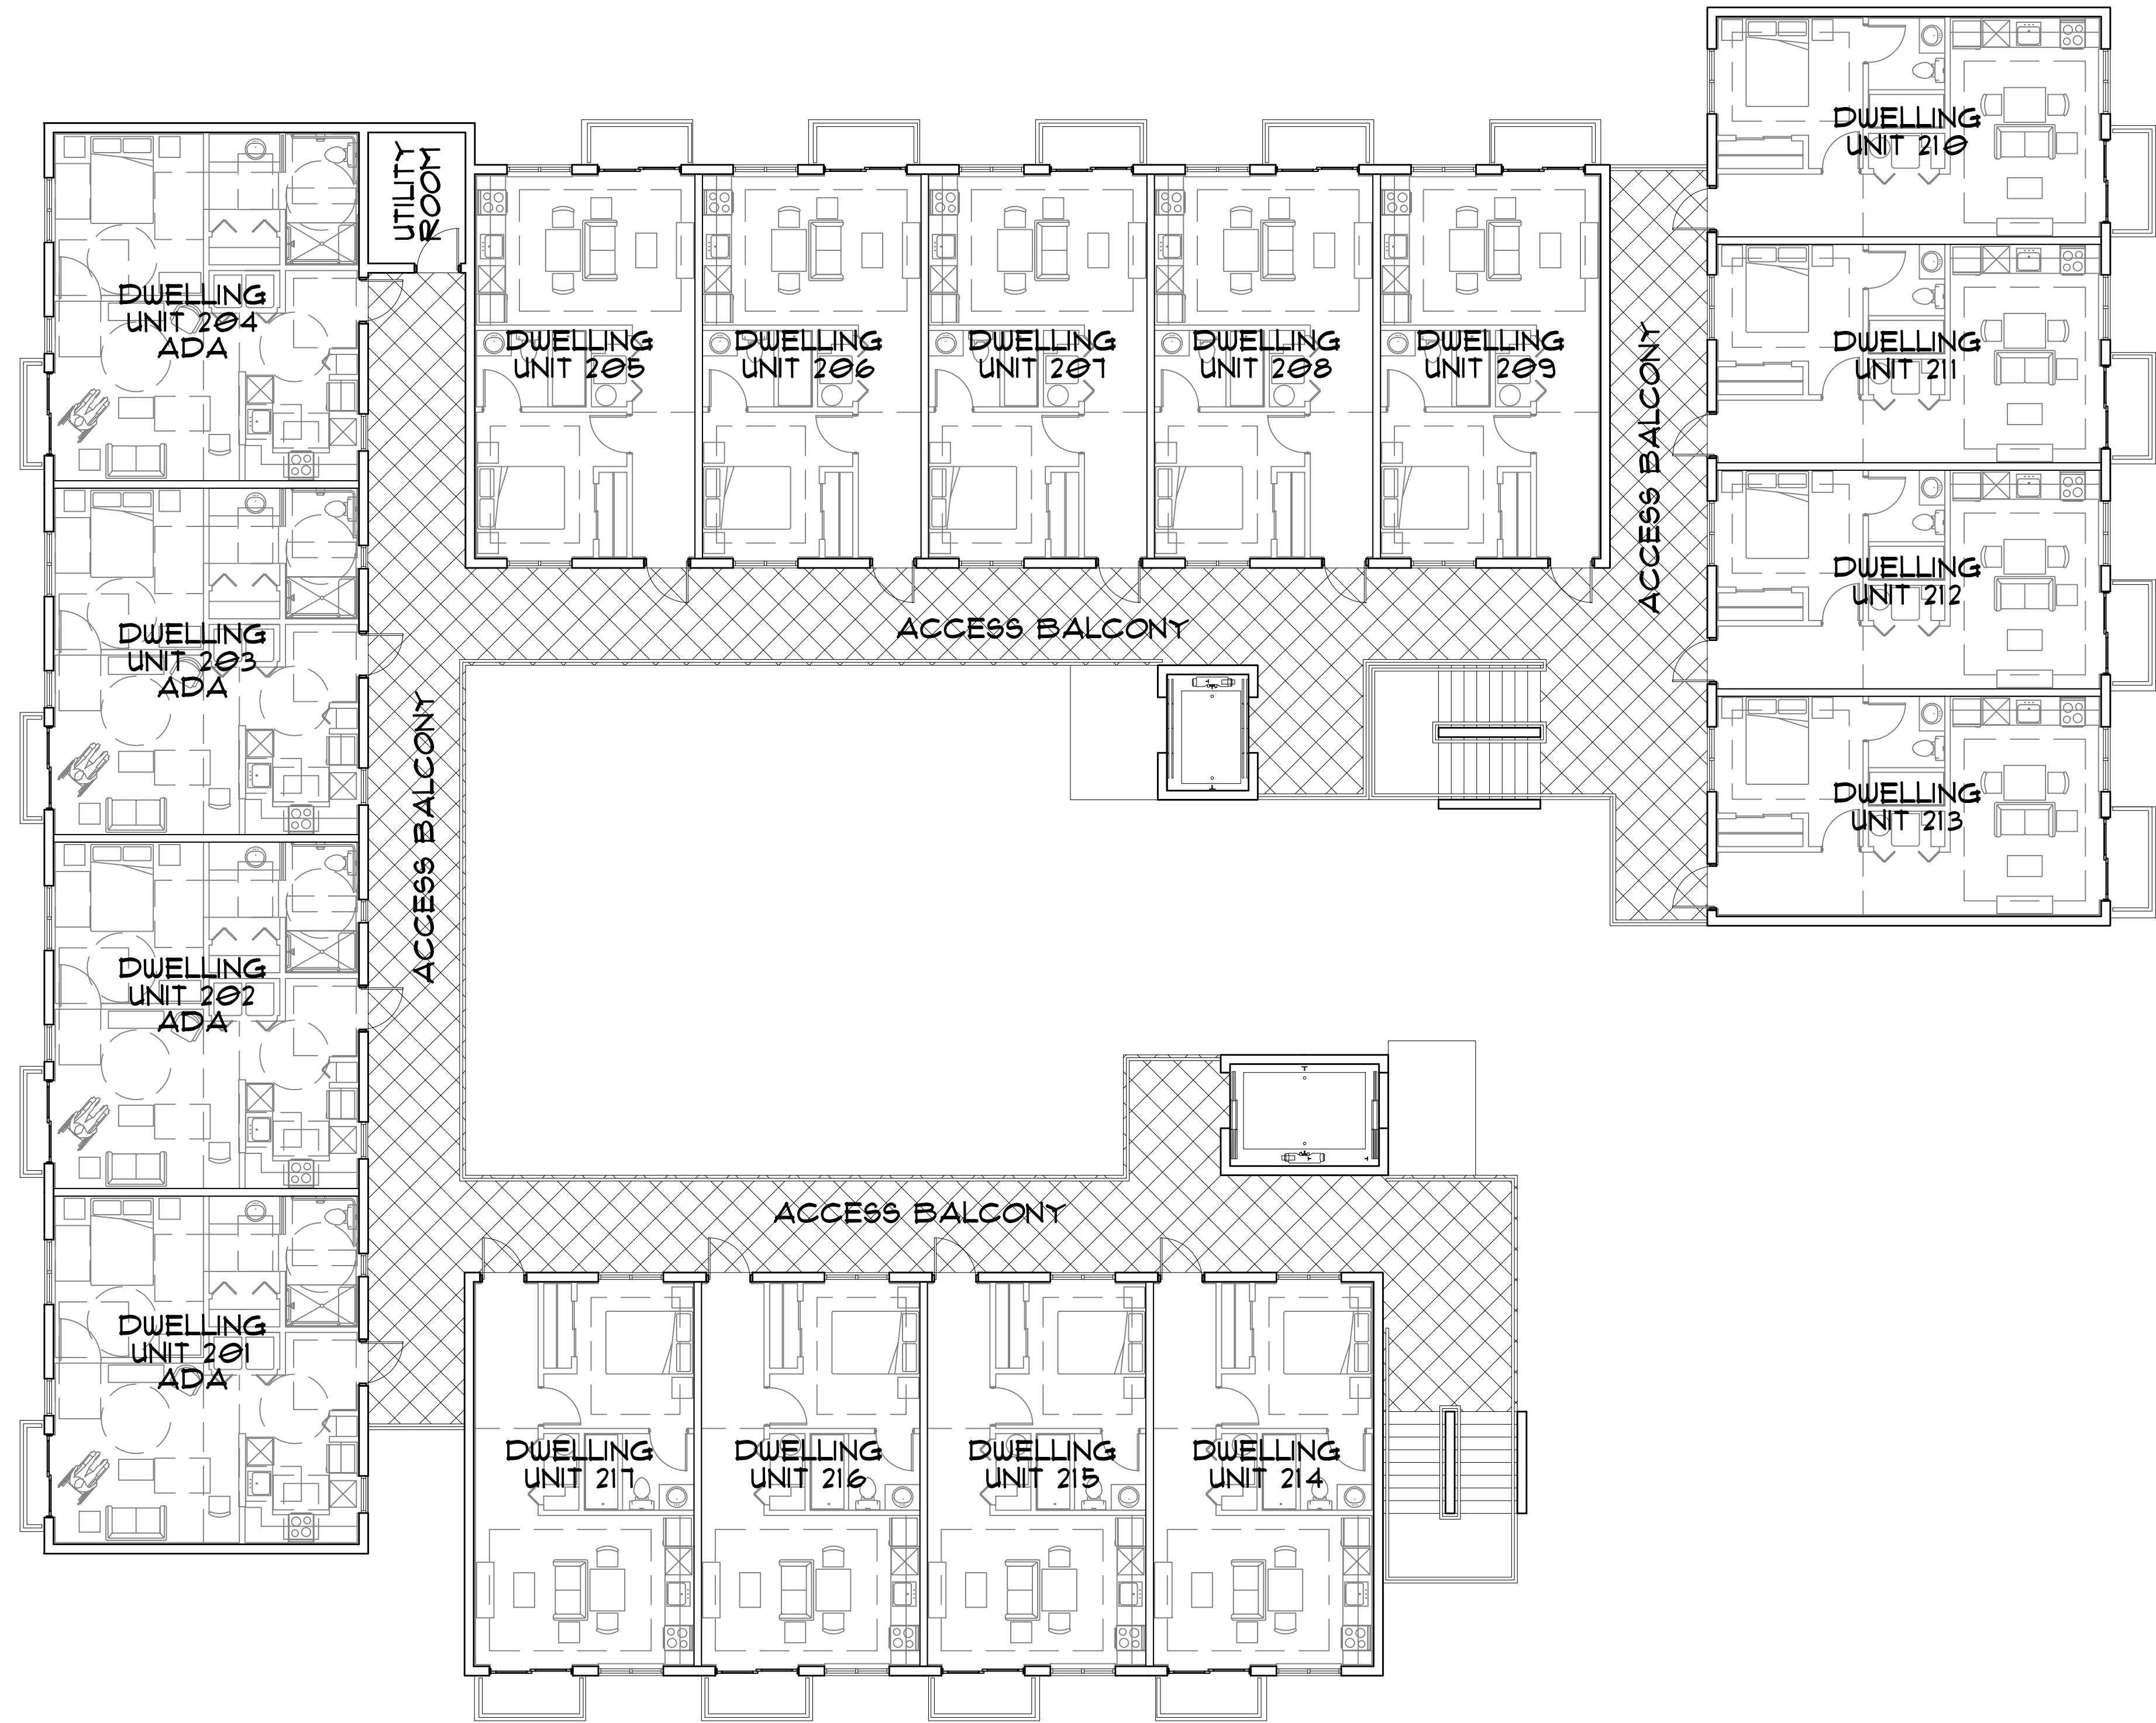 DWELLING
UNIT 210
UTILITY
ROOM
DWELLING
UNIT 204
ADA
DWELLING
UNIT 205
DWELLING
UNIT 206
DWELLING
UNIT 207
DWELLING
UNIT 208
DWELLING
UNIT 209
ACCESS BALCONY
DWELLING
UNIT 211
DWELLING
UNIT 212
ACCESS BALCONY
DWELLING
UNIT 203
ADA
ACCESS BALCONY
DWELLING
UNIT 213
DWELLING
UNIT 202
ADA
ACCESS BALCONY
DWELLING
UNIT 201
ADA
DWELLING
UNIT 217
DWELLING
UNIT 216
DWELLING
UNIT 215
DWELLING
UNIT 214